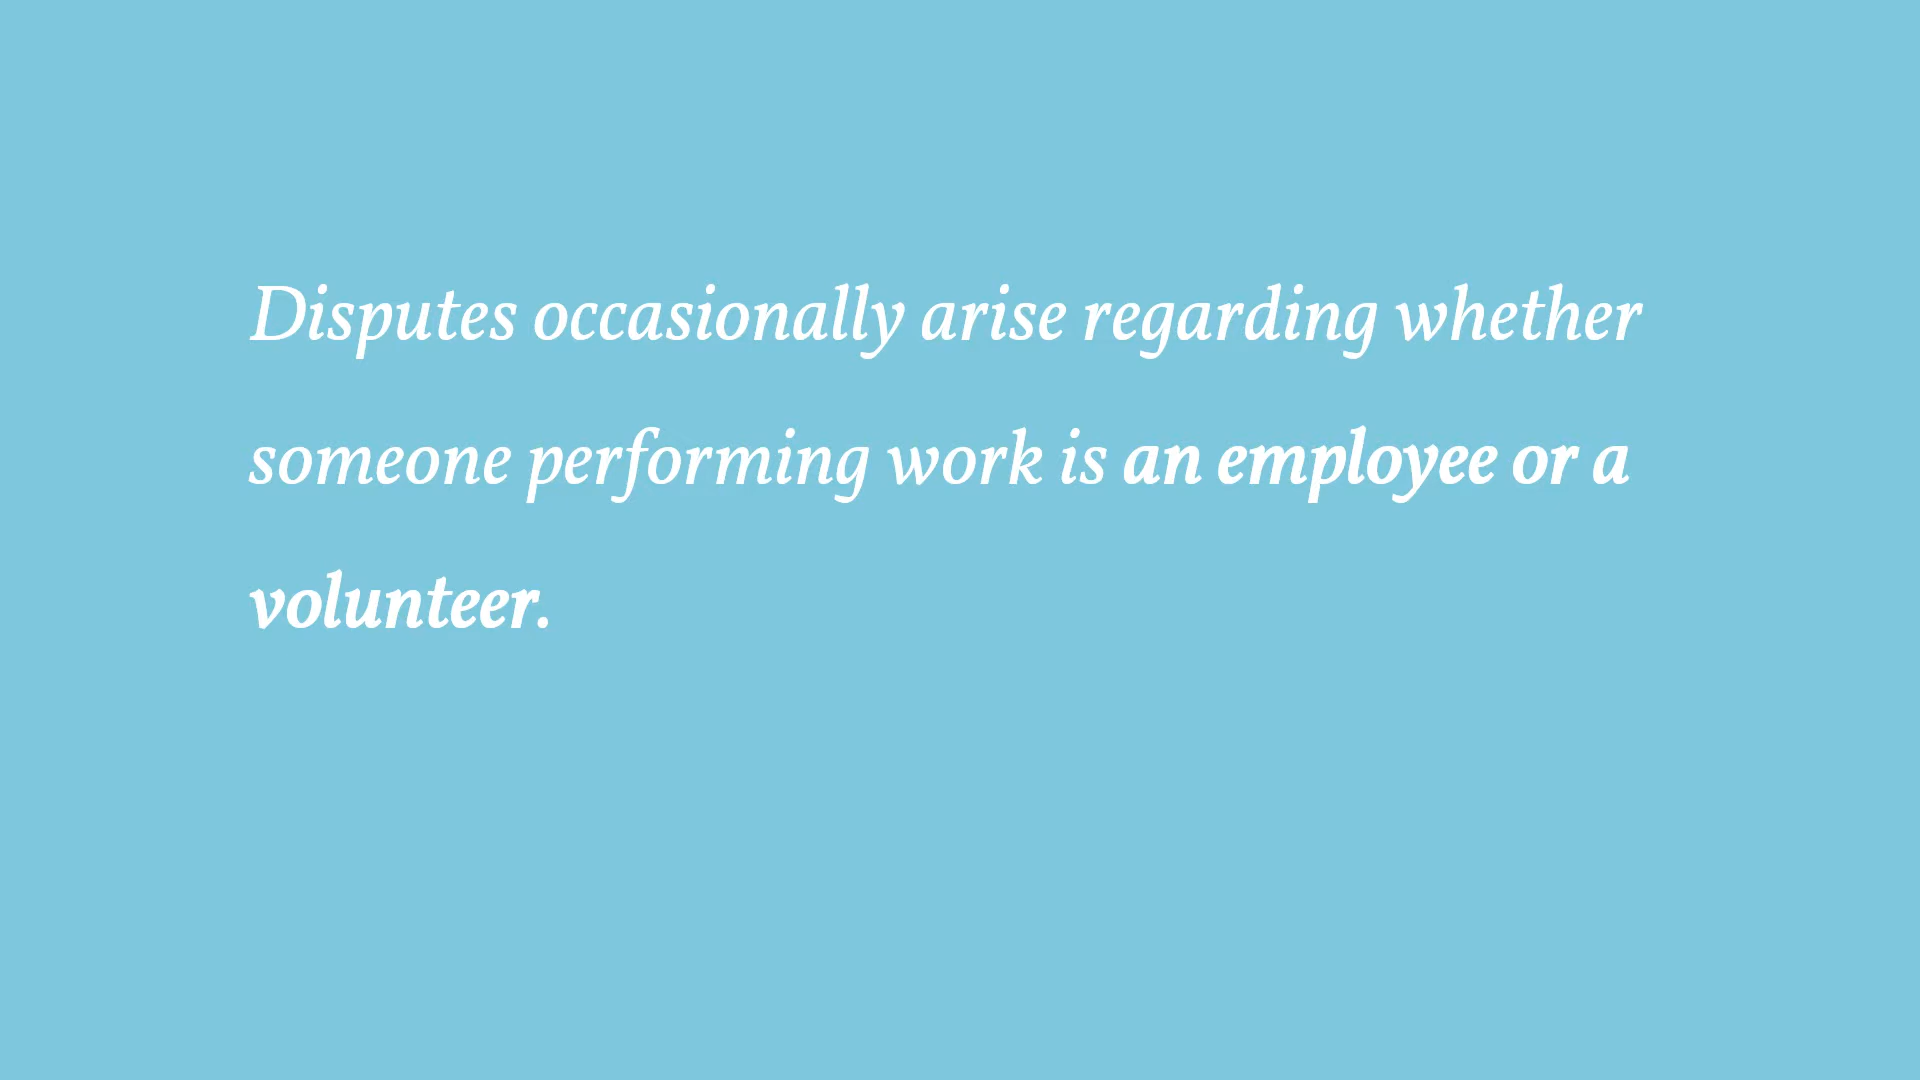 Disputes occasionally arise regarding whether
someone performing work is an employee or a
volunteer.